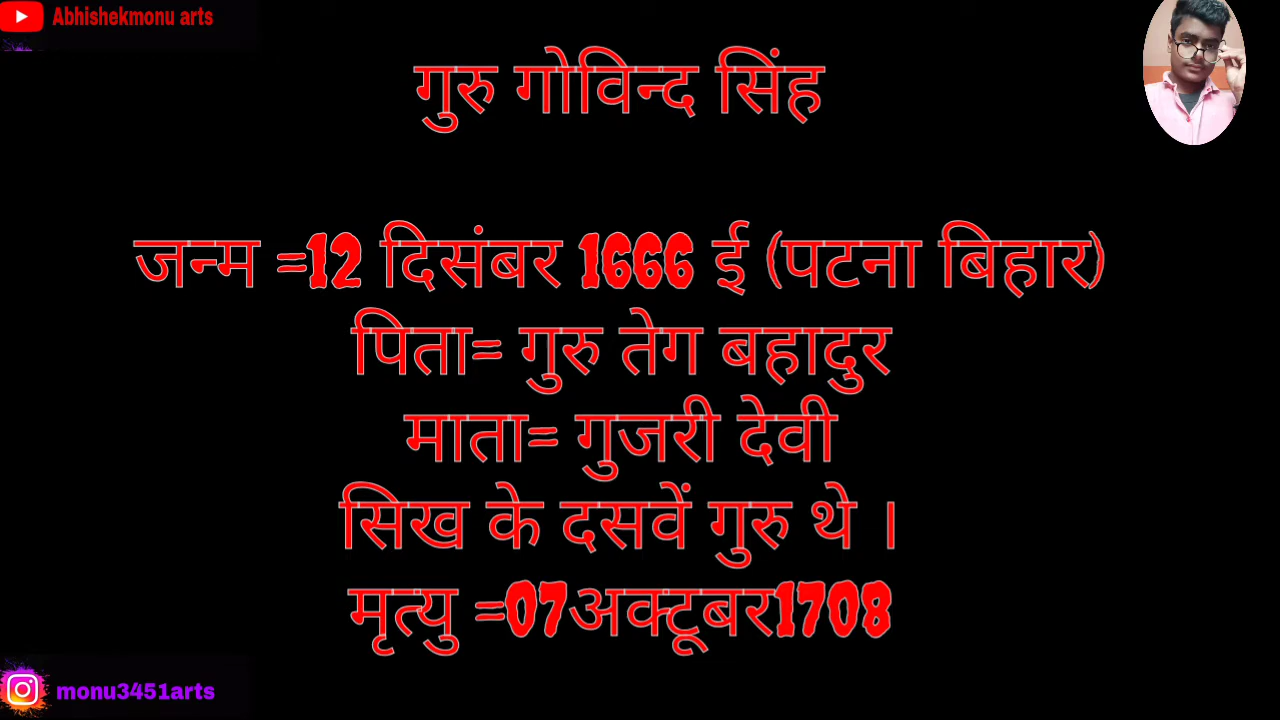 Abhishekmonu arts
गुरु गोविन्द सिंह
जन्म =12 दिसंबर 1666 ई (पटना बिहार)
पिता= गुरु तेग बहादुर
माता= गुजरी देवी
सिख के दसवें गुरु थे ।
मृत्यु =07अक्टूबर1708
monu3451arts